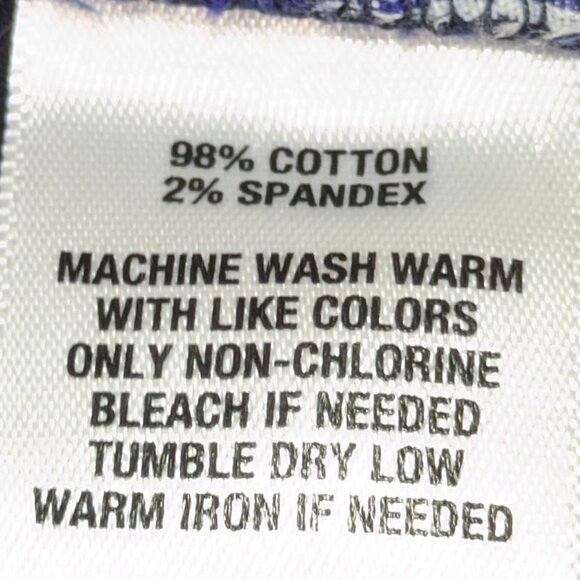 98% COTTON
2% SPANDEX
MACHINE WASH WARM
WITH LIKE COLORS
ONLY NON-CHLORINE
BLEACH IF NEEDED
TUMBLE DRY LOW
WARM IRON IF NEEDED